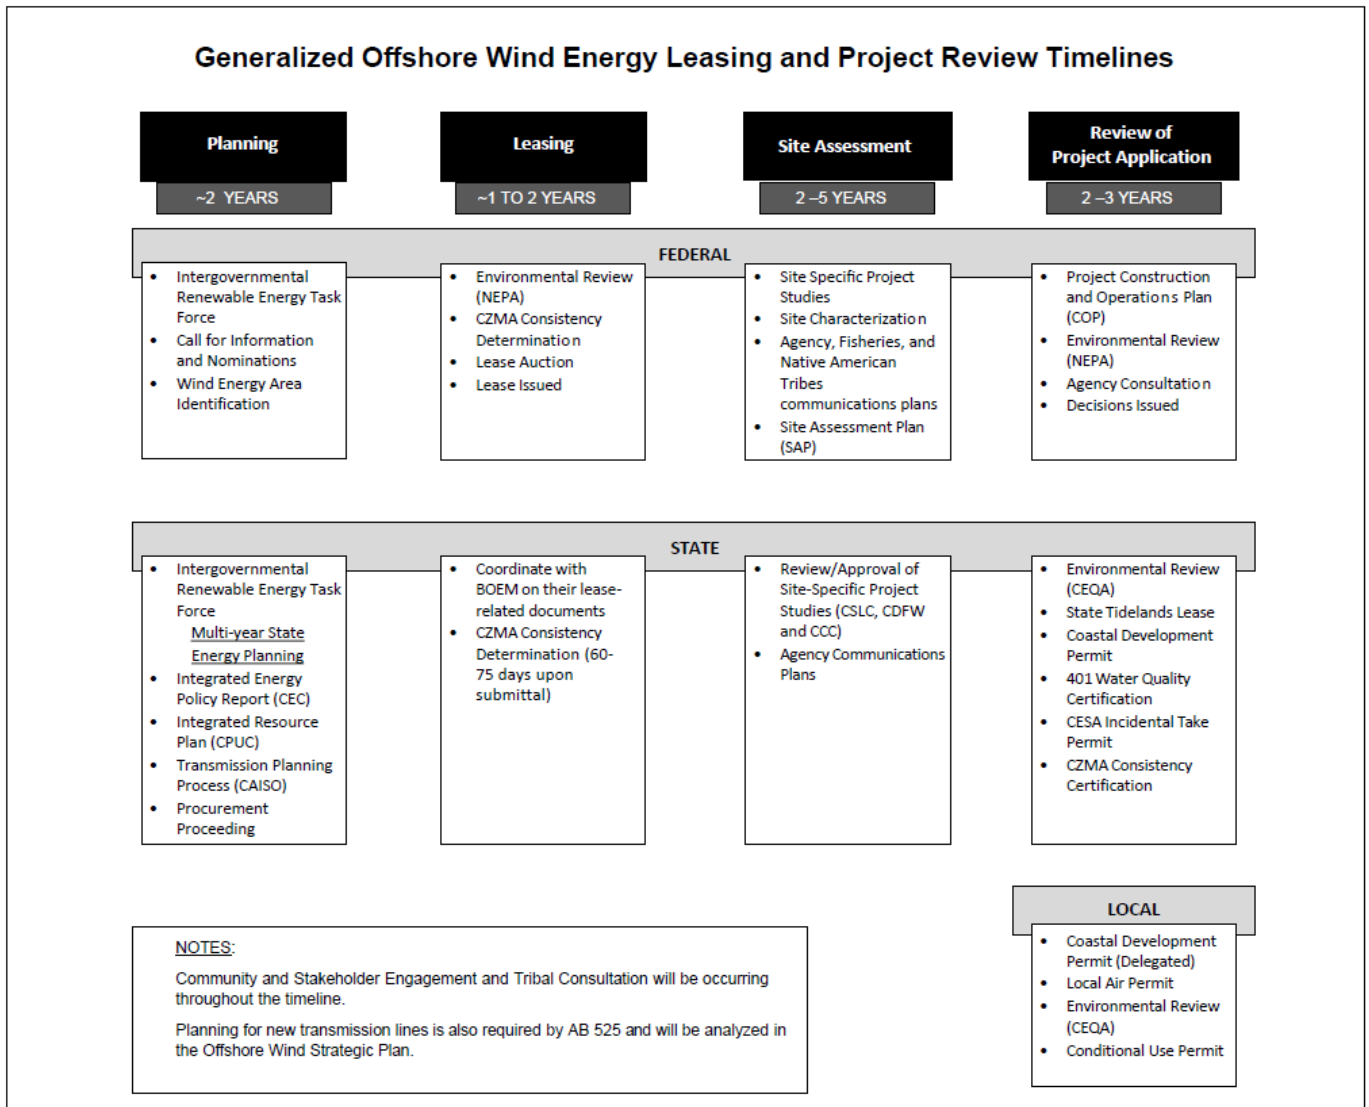 Generalized Offshore Wind Energy Leasing and Project Review Timelines
Planning
~2 YEARS
Leasing
~1 TO 2 YEARS
Site Assessment
2 –5 YEARS
Review of
Project Application
2 –3 YEARS
FEDERAL
• Intergovernmental
Renewable Energy Task
Force
• Call for Information
and Nominations
• Wind Energy Area
Identification
• Environmental Review
(NEPA)
• CZMA Consistency
Determination
• Lease Auction
• Lease Issued
• Site Specific Project
Studies
• Site Characterization
• Agency, Fisheries, and
Native American
Tribes
communications plans
• Site Assessment Plan
(SAP)
• Project Construction
and Operations Plan
(COP)
• Environmental Review
(NEPA)
• Agency Consultation
• Decisions Issued
STATE
• Intergovernmental
Renewable Energy Task
Force
Multi-year State
Energy Planning
• Integrated Energy
Policy Report (CEC)
• Integrated Resource
Plan (CPUC)
• Transmission Planning
Process (CAISO)
• Procurement
Proceeding
• Coordinate with
BOEM on their lease-
related documents
• CZMA Consistency
Determination (60-
75 days upon
submittal)
• Review/Approval of
Site-Specific Project
Studies (CSLC, CDFW
and CCC)
• Agency Communications
Plans
• Environmental Review
(CEQA)
• State Tidelands Lease
• Coastal Development
Permit
• 401 Water Quality
Certification
• CESA Incidental Take
Permit
• CZMA Consistency
Certification
LOCAL
• Coastal Development
Permit (Delegated)
• Local Air Permit
• Environmental Review
(CEQA)
• Conditional Use Permit
NOTES:
Community and Stakeholder Engagement and Tribal Consultation will be occurring
throughout the timeline.
Planning for new transmission lines is also required by AB 525 and will be analyzed in
the Offshore Wind Strategic Plan.